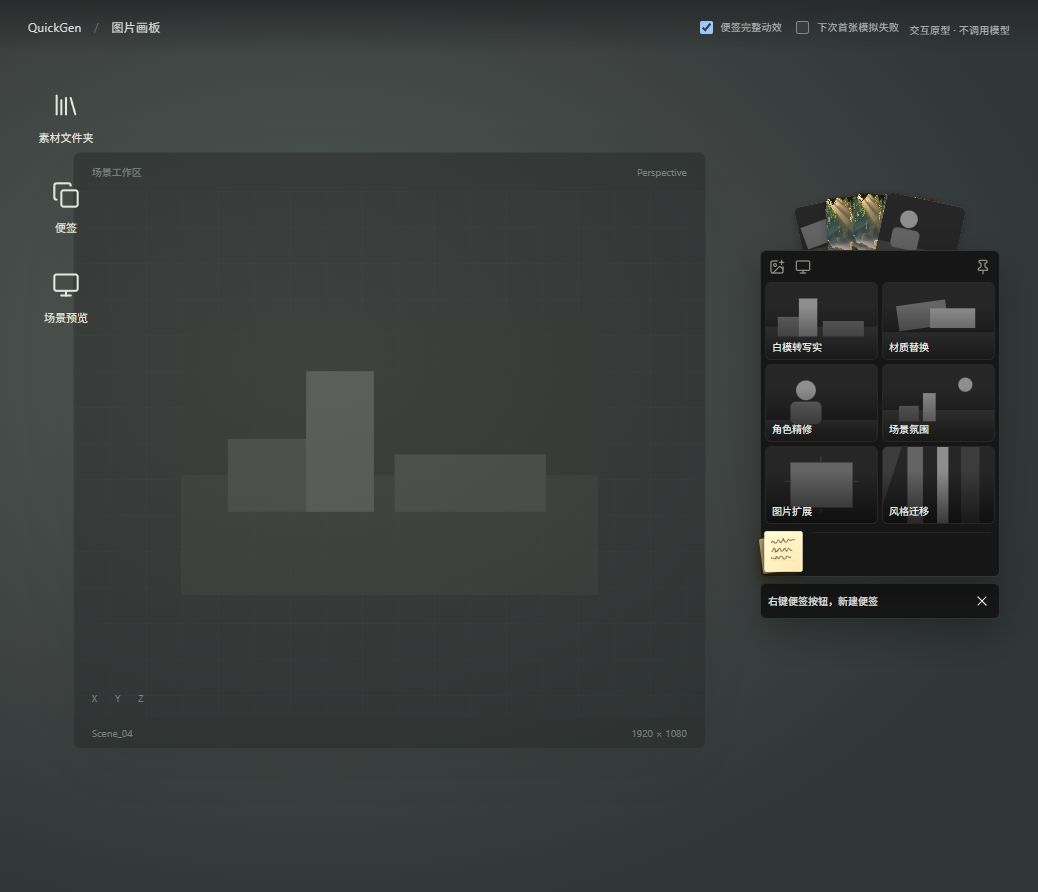 QuickGen / 图片画板
便签完整动效
下次首张模拟失败
交互原型 - 不调用模型
素材文件夹
便签
场景预览
场景工作区
Perspective
X Y Z
Scene_04
1920 × 1080
白模转写实
材质替换
角色精修
场景氛围
图片扩展
风格迁移
右键便签按钮，新建便签